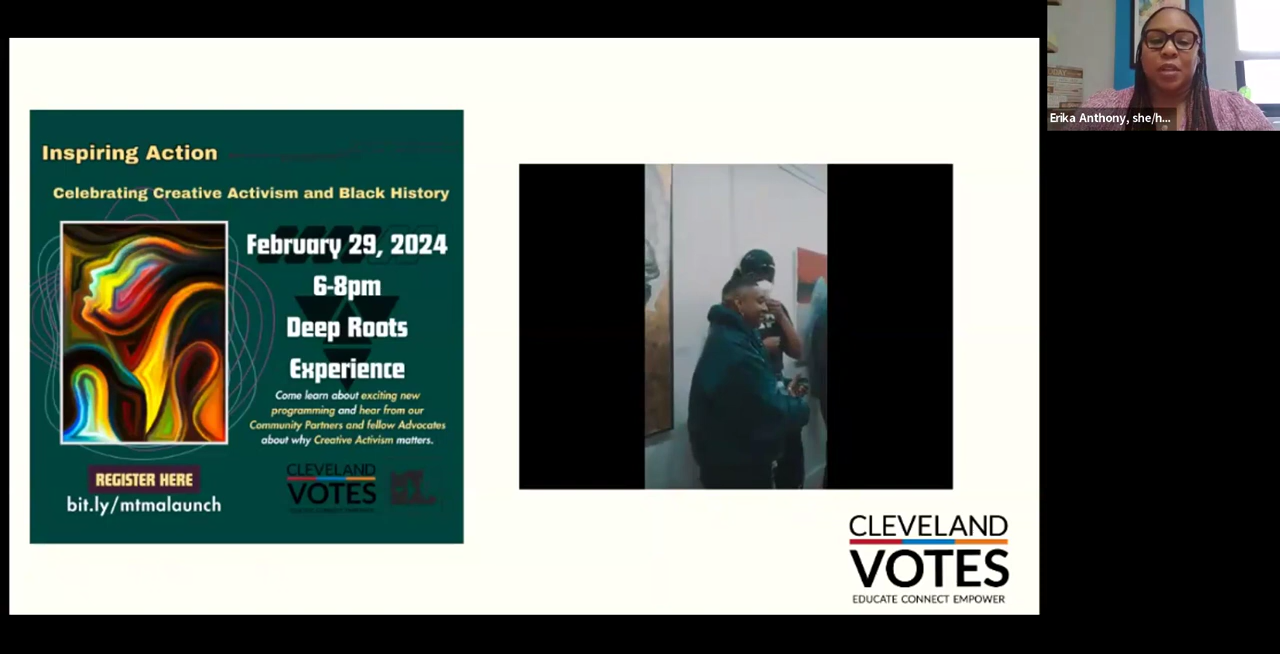 Inspiring Action
Celebrating Creative Activism and Black History
February 29, 2024
6-8pm
Deep Roots
Experience
Come learn about exciting new
programming and hear from our
Community Partners and fellow Advocates
about why Creative Activism matters.
REGISTER HERE
bit.ly/mtmalaunch
CLEVELAND
VOTES
CLEVELAND
VOTES
EDUCATE CONNECT EMPOWER
Erika Anthony, she/h...